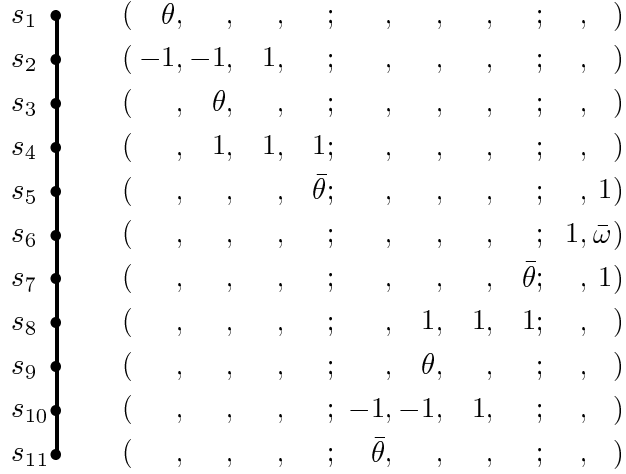 s₁ ( θ, , , ; , , , ; , )
s₂ ( −1, −1, 1, ; , , , ; , )
s₃ ( , θ, , ; , , , ; , )
s₄ ( , 1, 1, 1; , , , ; , )
s₅ ( , , , θ̄; , , , ; , 1)
s₆ ( , , , ; , , , ; 1, ω̄)
s₇ ( , , , ; , , , θ̄; , 1)
s₈ ( , , , ; , 1, 1, 1; , )
s₉ ( , , , ; , θ, , ; , )
s₁₀ ( , , , ; −1, −1, 1, ; , )
s₁₁ ( , , , ; θ̄, , , ; , )